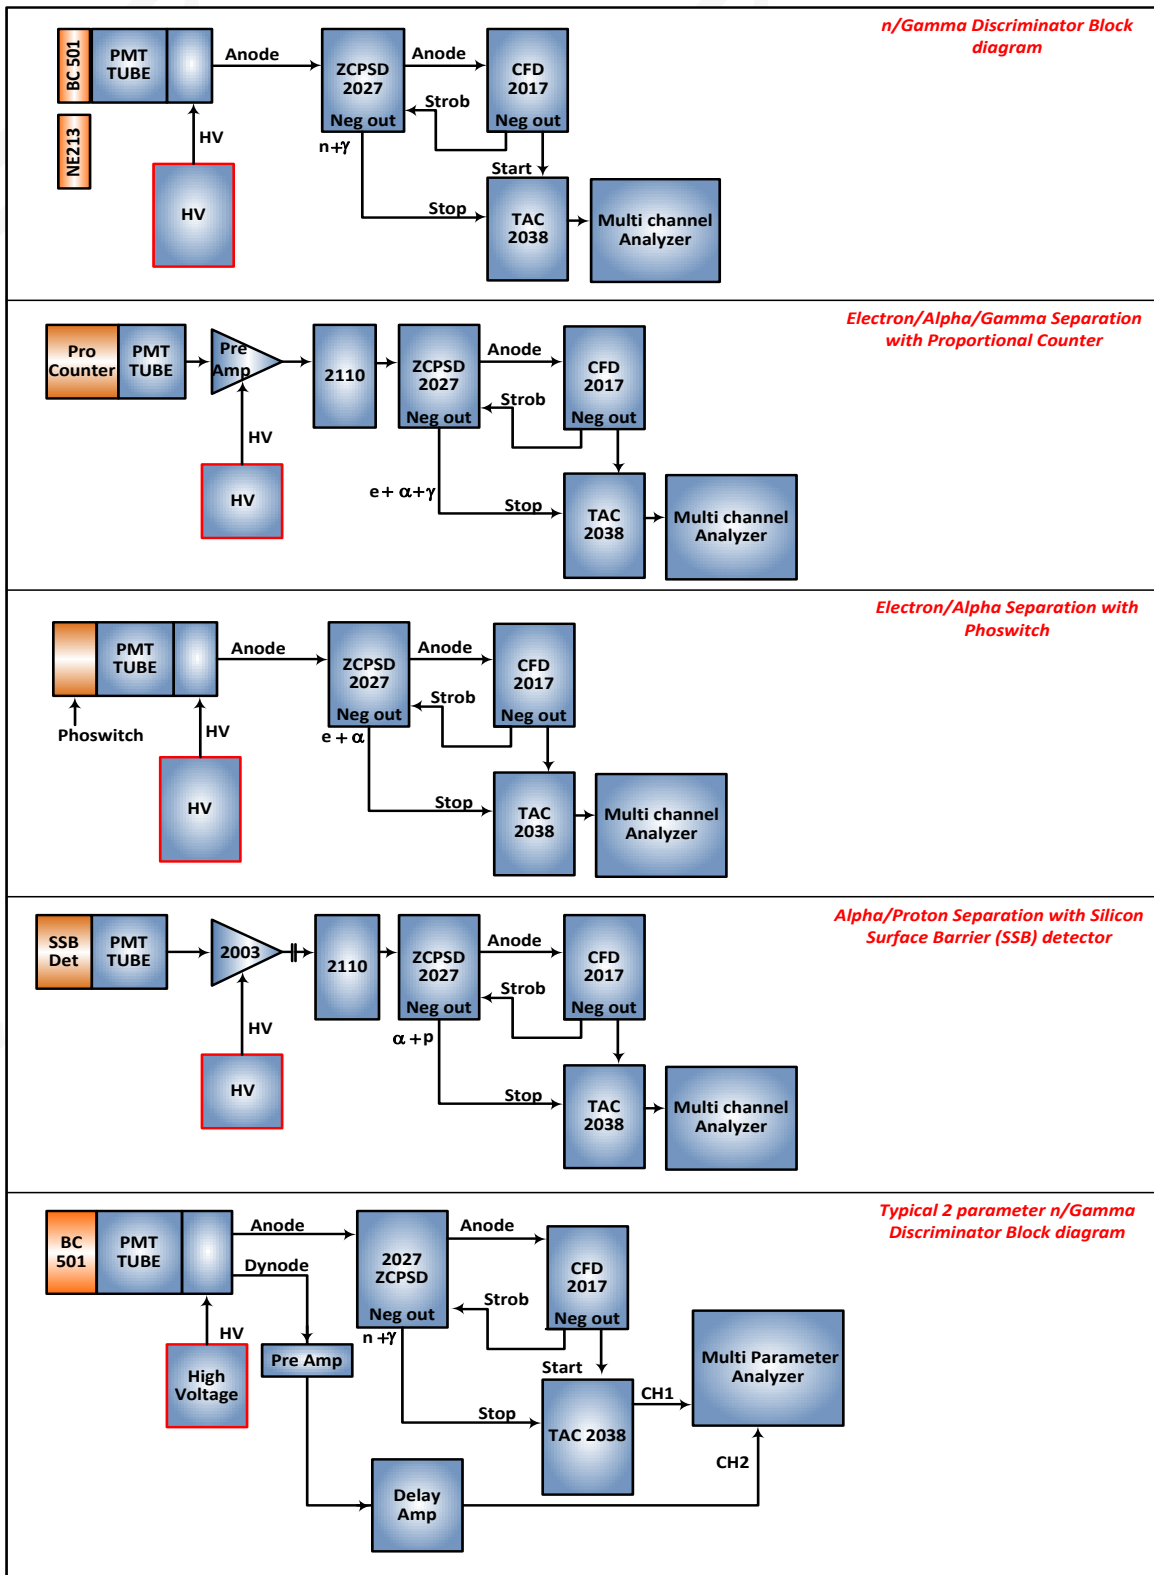 n/Gamma Discriminator Block
diagram
BC 501
PMT
TUBE
Anode
ZCPSD
2027
Neg out
Anode
CFD
2017
Neg out
Strob
NE213
HV
HV
n+γ
Start
Stop
TAC
2038
Multi channel
Analyzer
Electron/Alpha/Gamma Separation
with Proportional Counter
Pro
Counter
PMT
TUBE
Pre
Amp
2110
ZCPSD
2027
Neg out
Anode
CFD
2017
Neg out
Strob
HV
HV
e + α+γ
Stop
TAC
2038
Multi channel
Analyzer
Electron/Alpha Separation with
Phoswitch
PMT
TUBE
Anode
ZCPSD
2027
Neg out
Anode
CFD
2017
Neg out
Strob
Phoswitch
HV
HV
e + α
Stop
TAC
2038
Multi channel
Analyzer
Alpha/Proton Separation with Silicon
Surface Barrier (SSB) detector
SSB
Det
PMT
TUBE
2003
2110
ZCPSD
2027
Neg out
Anode
CFD
2017
Neg out
Strob
HV
HV
α +p
Stop
TAC
2038
Multi channel
Analyzer
Typical 2 parameter n/Gamma
Discriminator Block diagram
BC
501
PMT
TUBE
Anode
Dynode
2027
ZCPSD
Neg out
Anode
CFD
2017
Neg out
Strob
HV
High
Voltage
Pre Amp
n +γ
Start
Stop
TAC 2038
CH1
Multi Parameter
Analyzer
CH2
Delay
Amp